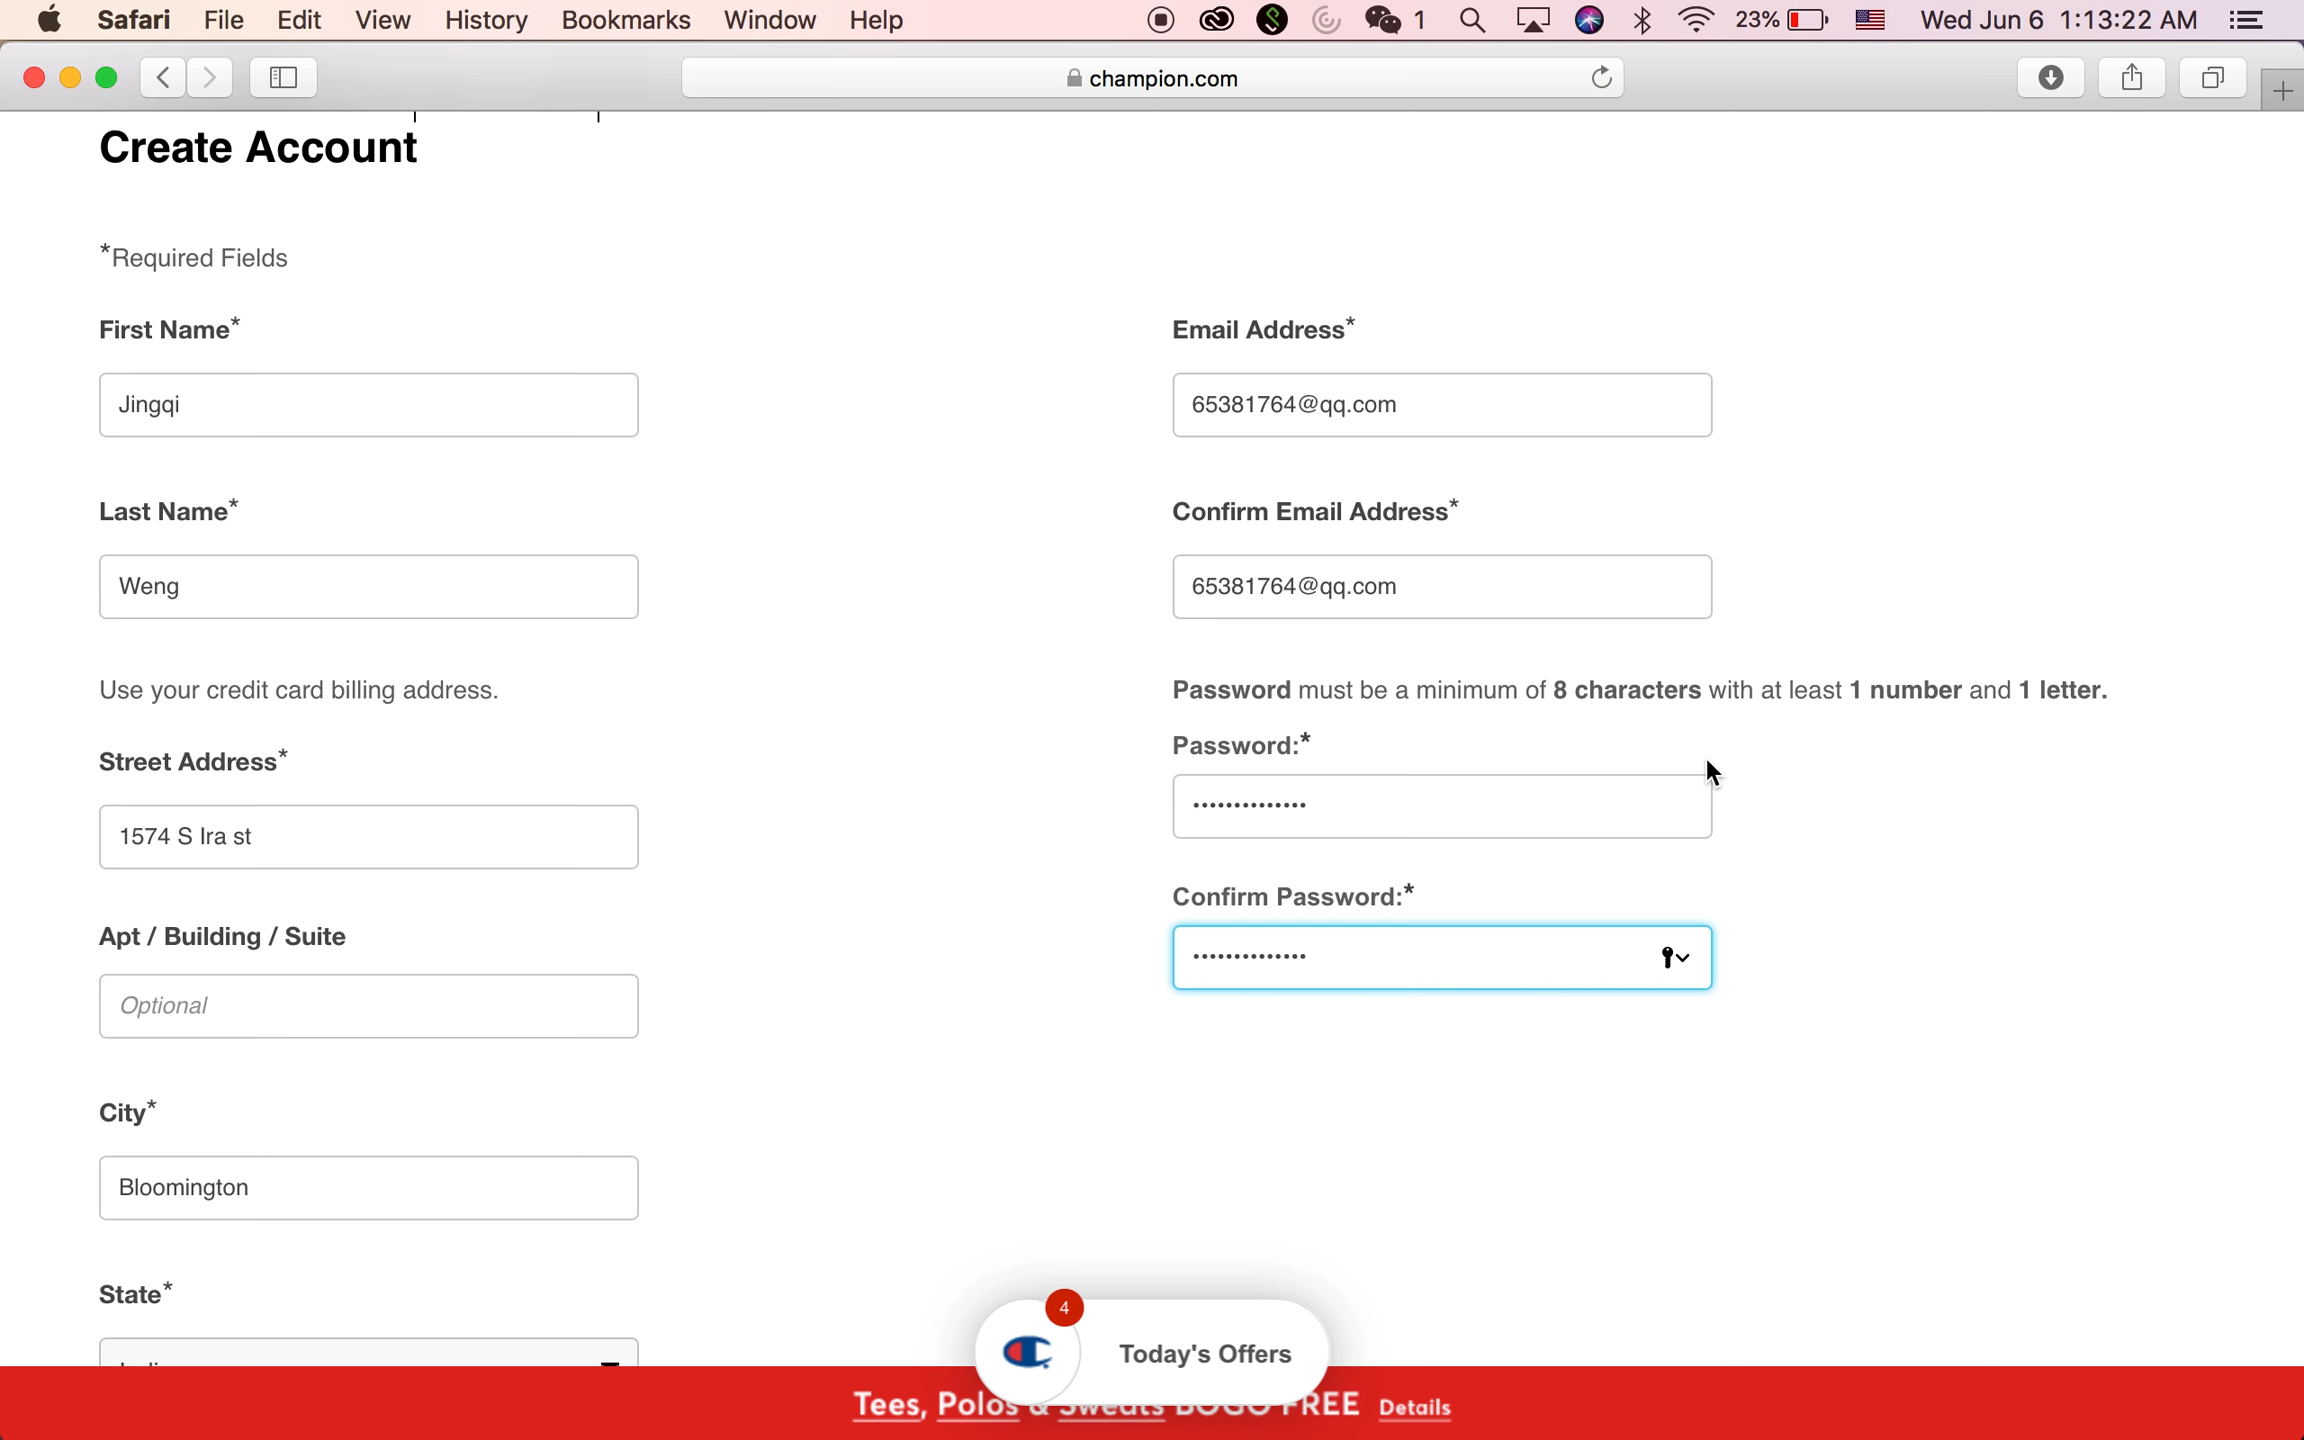 Safari File Edit View History Bookmarks Window Help 1 23% Wed Jun 6 1:13:22 AM
champion.com
Create Account
*Required Fields
First Name*
Jingqi
Last Name*
Weng
Use your credit card billing address.
Street Address*
1574 S Ira st
Apt / Building / Suite
Optional
City*
Bloomington
State*
Email Address*
65381764@qq.com
Confirm Email Address*
65381764@qq.com
Password must be a minimum of 8 characters with at least 1 number and 1 letter.
Password:*
••••••••••••••
Confirm Password:*
••••••••••••••
4
Today's Offers
Tees, Polos & Sweats BOGO FREE Details